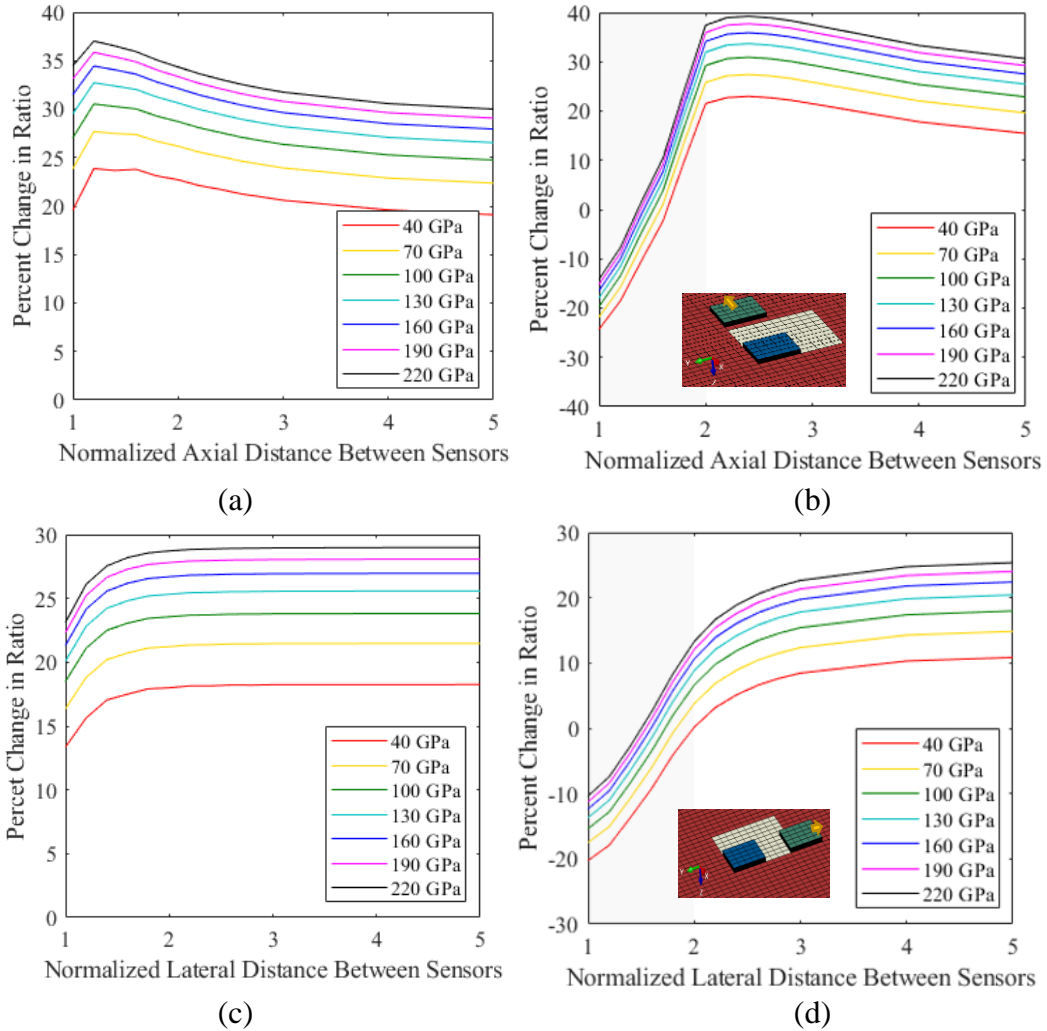 40
35
30
25
20
15
10
5
0
Percent Change in Ratio
40 GPa
70 GPa
100 GPa
130 GPa
160 GPa
190 GPa
220 GPa
1 2 3 4 5
Normalized Axial Distance Between Sensors
(a)
40
30
20
10
0
-10
-20
-30
-40
Percent Change in Ratio
40 GPa
70 GPa
100 GPa
130 GPa
160 GPa
190 GPa
220 GPa
Y X
Z
1 2 3 4 5
Normalized Axial Distance Between Sensors
(b)
30
25
20
15
10
5
0
Percet Change in Ratio
40 GPa
70 GPa
100 GPa
130 GPa
160 GPa
190 GPa
220 GPa
1 2 3 4 5
Normalized Lateral Distance Between Sensors
(c)
30
20
10
0
-10
-20
-30
Percent Change in Ratio
40 GPa
70 GPa
100 GPa
130 GPa
160 GPa
190 GPa
220 GPa
Y X
Z
1 2 3 4 5
Normalized Lateral Distance Between Sensors
(d)